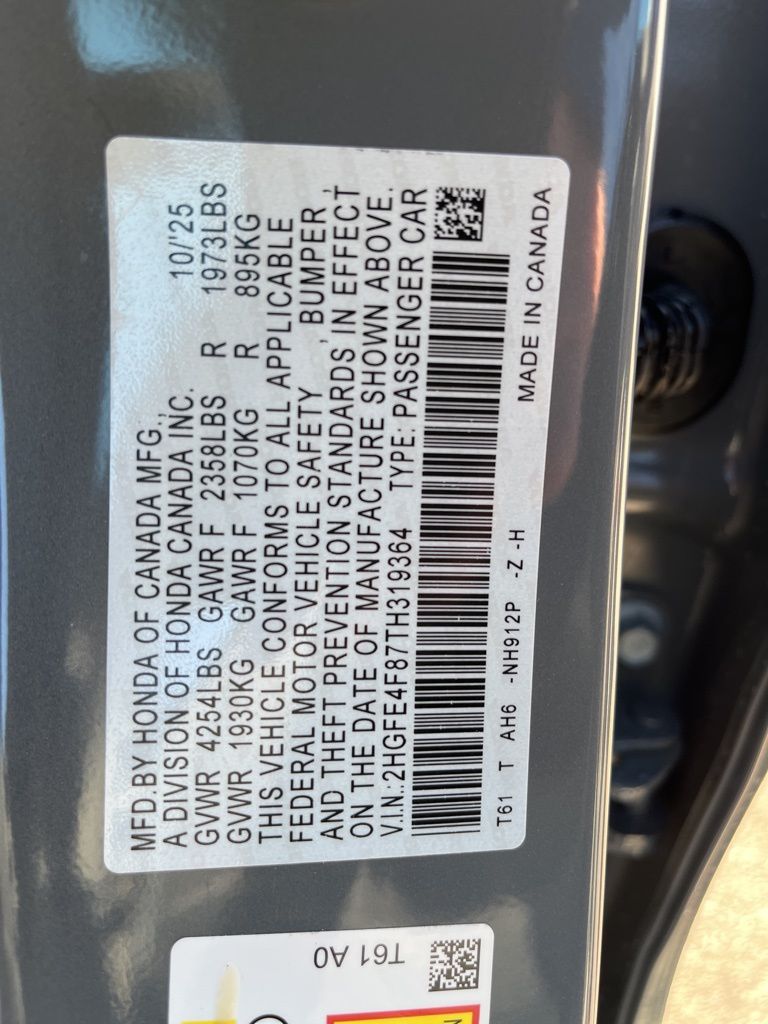 MFD.BY HONDA OF CANADA MFG.,
A DIVISION OF HONDA CANADA INC. 10/'25
GVWR 4254LBS GAWR F 2358LBS R 1973LBS
GVWR 1930KG GAWR F 1070KG R 895KG
THIS VEHICLE CONFORMS TO ALL APPLICABLE
FEDERAL MOTOR VEHICLE SAFETY , BUMPER ,
AND THEFT PREVENTION STANDARDS IN EFFECT
ON THE DATE OF MANUFACTURE SHOWN ABOVE.
V.I.N.:2HGFE4F87TH319364 TYPE: PASSENGER CAR
T61 T AH6 -NH912P -Z -H MADE IN CANADA
T61 A0